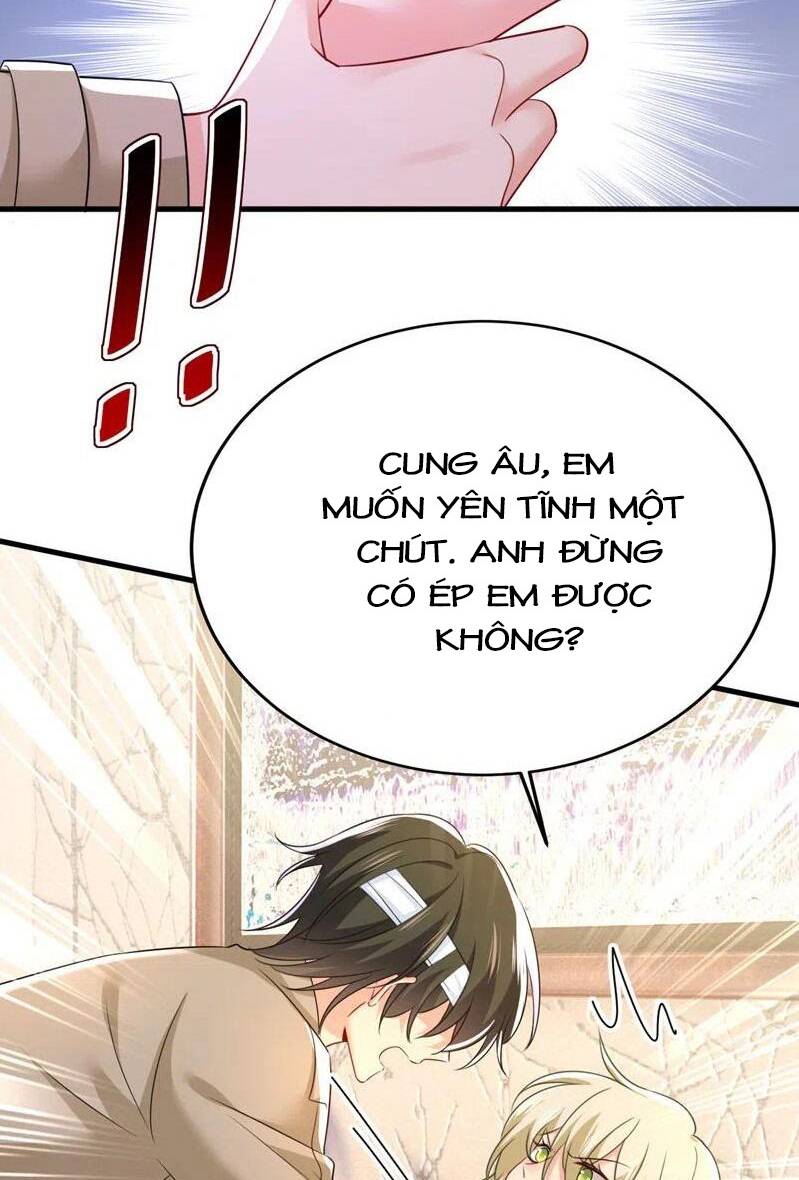 CUNG ÂU, EM
MUỐN YÊN TĨNH MỘT
CHÚT. ANH ĐỪNG
CÓ ÉP EM ĐƯỢC
KHÔNG?